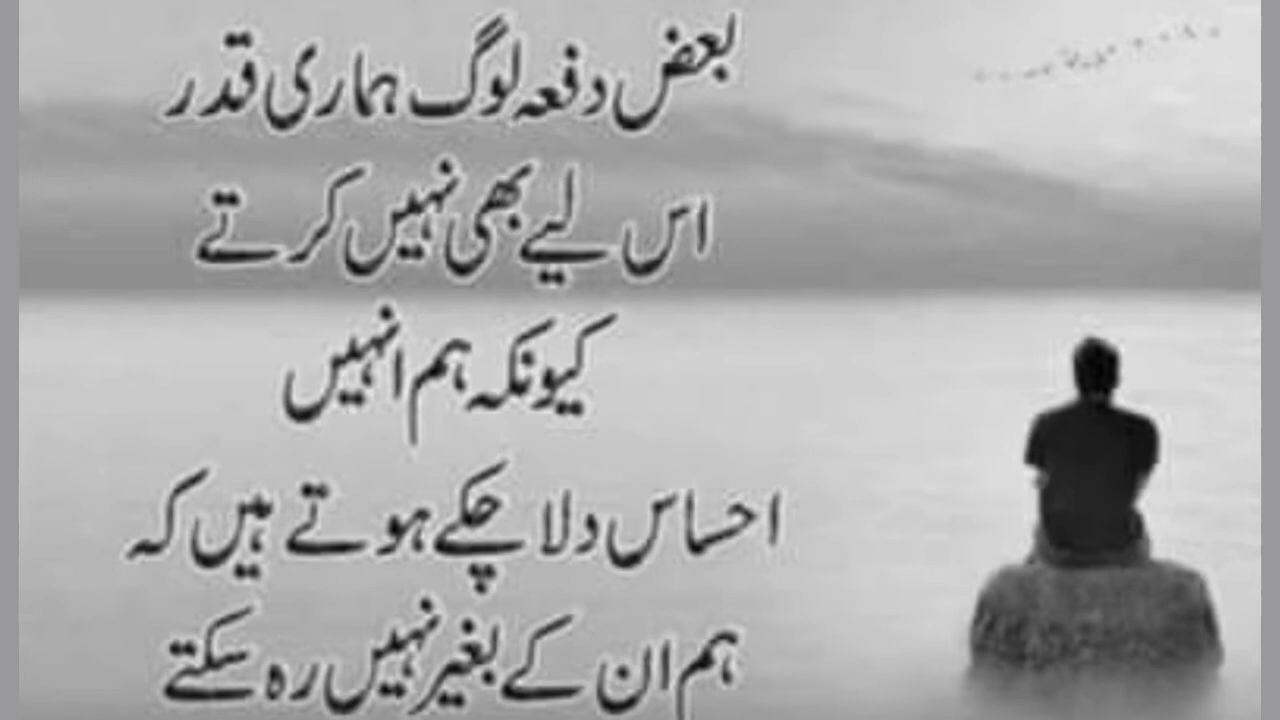 بعض دفعہ لوگ ہماری قدر
اس لیے بھی نہیں کرتے
کیونکہ ہم انہیں
احساس دلا چکے ہوتے ہیں کہ
ہم ان کے بغیر نہیں رہ سکتے